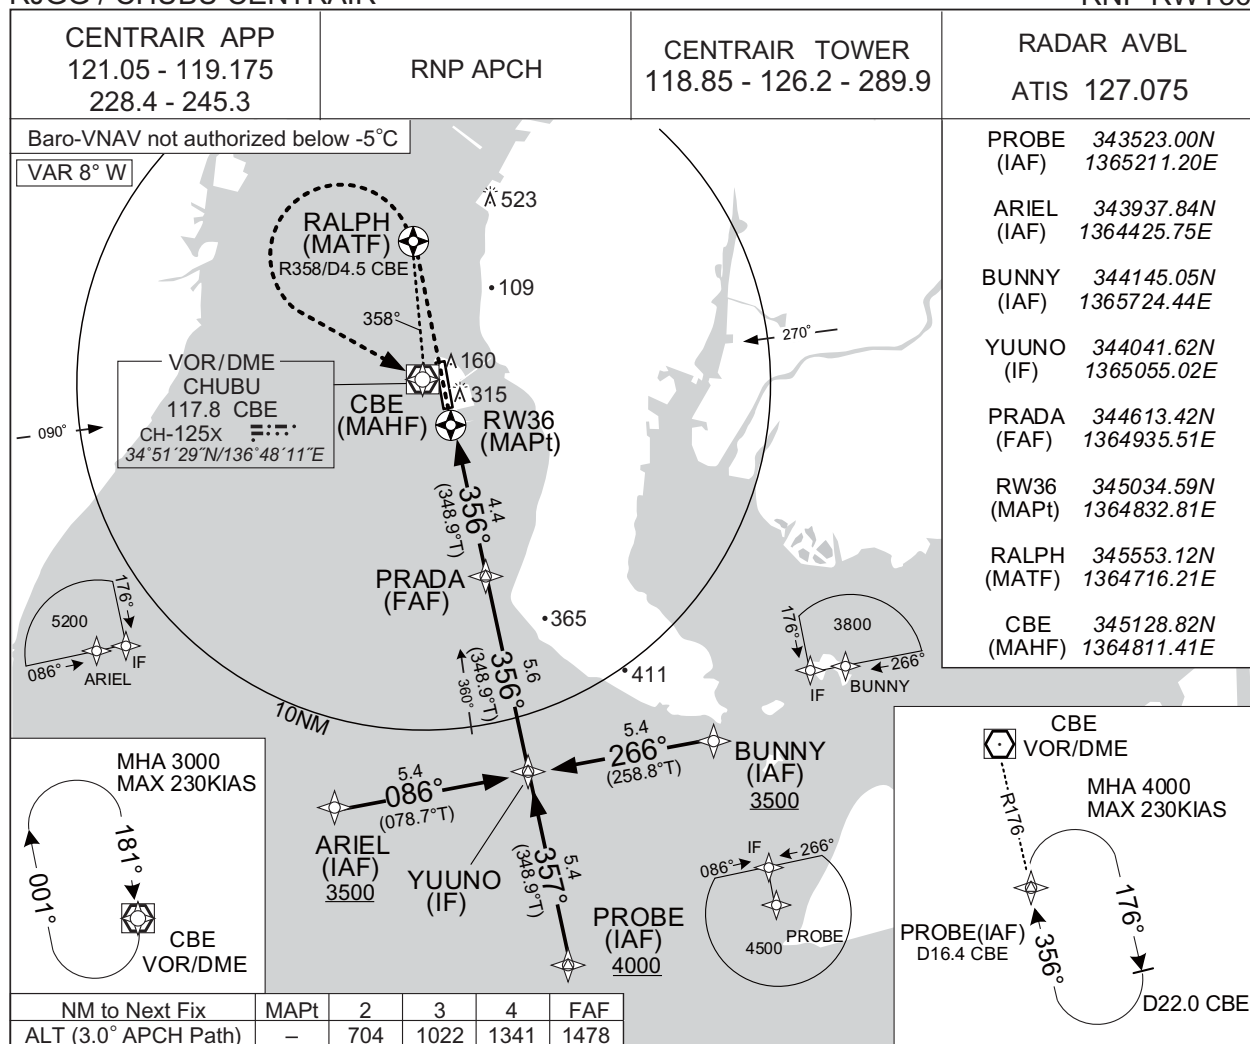 RJGG / CHUBU CENTRAIR
CENTRAIR APP
121.05 - 119.175
228.4 - 245.3
RNP APCH
CENTRAIR TOWER
118.85 - 126.2 - 289.9
RADAR AVBL
ATIS 127.075
Baro-VNAV not authorized below -5°C
VAR 8° W
PROBE 343523.00N
(IAF) 1365211.20E
ARIEL 343937.84N
(IAF) 1364425.75E
BUNNY 344145.05N
(IAF) 1365724.44E
YUUNO 344041.62N
(IF) 1365055.02E
PRADA 344613.42N
(FAF) 1364935.51E
RW36 345034.59N
(MAPt) 1364832.81E
RALPH 345553.12N
(MATF) 1364716.21E
CBE 345128.82N
(MAHF) 1364811.41E
523
RALPH
(MATF)
R358/D4.5 CBE
109
358°
270°
160
315
VOR/DME
CHUBU
117.8 CBE
CH-125X
34°51´29˝N/136°48´11˝E
CBE
(MAHF)
RW36
(MAPt)
090°
4.4
356°
(348.9°T)
PRADA
(FAF)
365
411
5200
176°
086°
IF
ARIEL
3800
176°
266°
IF
BUNNY
5.6
356°
(348.9°T)
360°
10NM
5.4
086°
(078.7°T)
5.4
266°
(258.8°T)
BUNNY
(IAF)
3500
ARIEL
(IAF)
3500
YUUNO
(IF)
5.4
357°
(348.9°T)
PROBE
(IAF)
4000
MHA 3000
MAX 230KIAS
181°
001°
CBE
VOR/DME
IF
086°
266°
4500
PROBE
CBE
VOR/DME
MHA 4000
MAX 230KIAS
R176
PROBE(IAF)
D16.4 CBE
176°
356°
D22.0 CBE
NM to Next Fix MAPt 2 3 4 FAF
ALT (3.0° APCH Path) – 704 1022 1341 1478